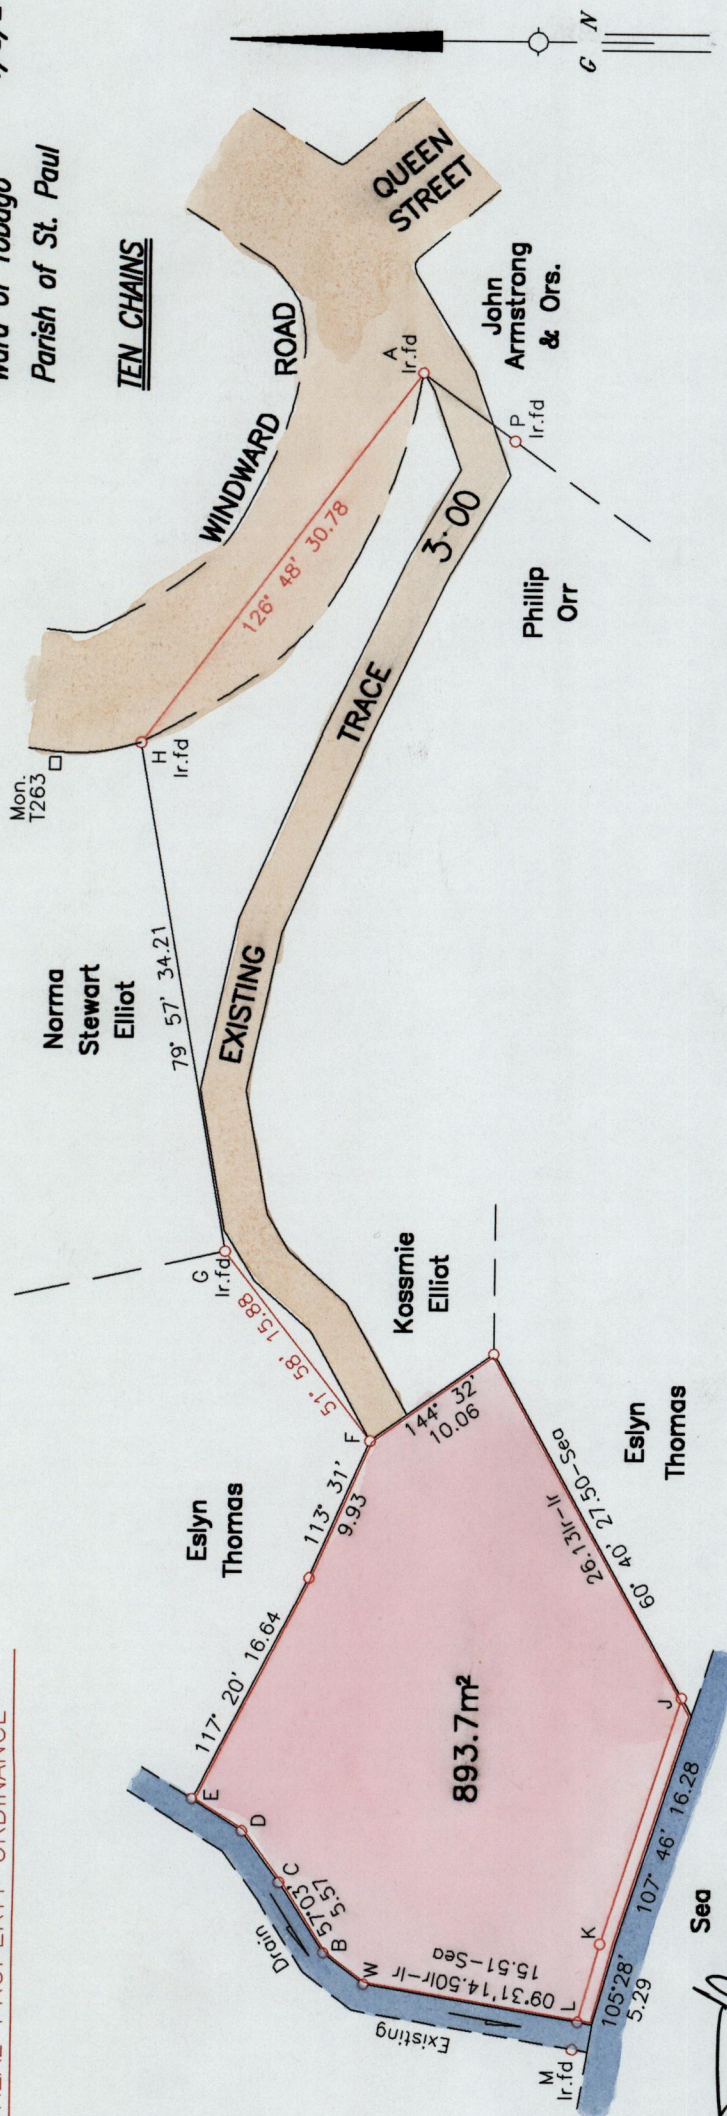 REAL PROPERTY ORDINANCE
Ward of Tobago
Parish of St. Paul
TEN CHAINS
G N
Mon.
T263
H
Ir.fd
WINDWARD ROAD
QUEEN
STREET
126° 48' 30.78
A
Ir.fd
P
Ir.fd
John
Armstrong
& Ors.
Phillip
Orr
Norma
Stewart
Elliot
79° 57' 34.21
EXISTING TRACE 3·00
G
Ir.fd
51° 58' 15.88
F
Kossmie
Elliot
144° 32'
10.06
Eslyn
Thomas
113° 31'
9.93
117° 20' 16.64
E
D
C
B
W
57°03'
5.57
Drain
Existing
09°31'14.50Ir-Ir
15.51-Sea
L
M
Ir.fd
K
J
105°28'
5.29
107° 46' 16.28
893.7m²
26.13Ir-Ir
60° 40' 27.50-Sea
Eslyn
Thomas
Sea